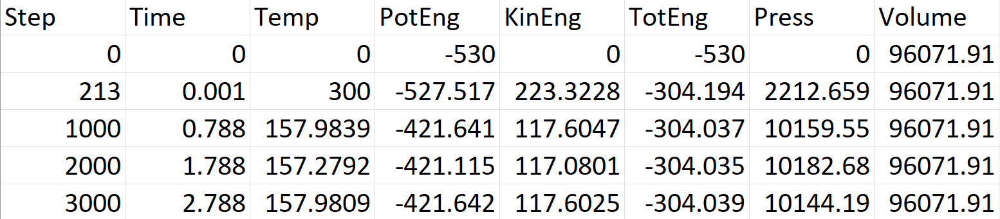 Step Time Temp PotEng KinEng TotEng Press Volume
0 0 0 -530 0 -530 0 96071.91
213 0.001 300 -527.517 223.3228 -304.194 2212.659 96071.91
1000 0.788 157.9839 -421.641 117.6047 -304.037 10159.55 96071.91
2000 1.788 157.2792 -421.115 117.0801 -304.035 10182.68 96071.91
3000 2.788 157.9809 -421.642 117.6025 -304.039 10144.19 96071.91